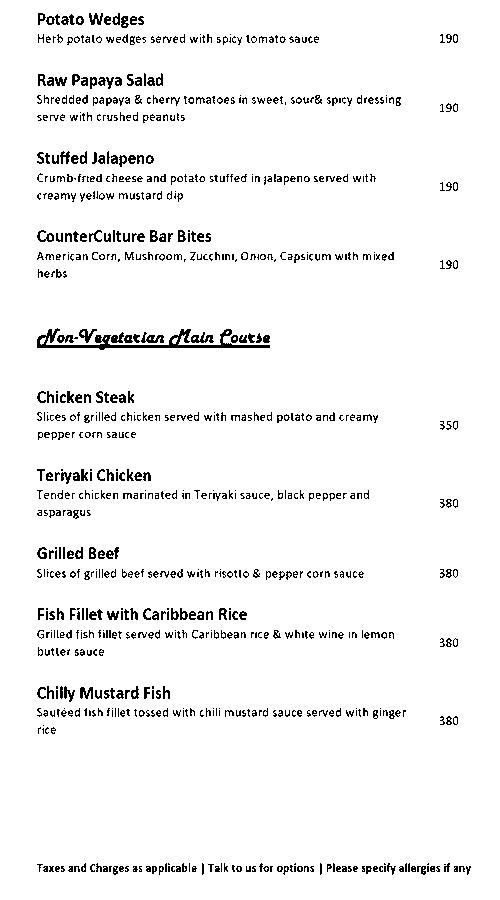 Potato Wedges
Herb potato wedges served with spicy tomato sauce 190
Raw Papaya Salad
Shredded papaya & cherry tomatoes in sweet, sour& spicy dressing
serve with crushed peanuts 190
Stuffed Jalapeno
Crumb-fried cheese and potato stuffed in jalapeno served with
creamy yellow mustard dip 190
CounterCulture Bar Bites
American Corn, Mushroom, Zucchini, Onion, Capsicum with mixed
herbs 190
Non-Vegetarian Main Course
Chicken Steak
Slices of grilled chicken served with mashed potato and creamy
pepper corn sauce 350
Teriyaki Chicken
Tender chicken marinated in Teriyaki sauce, black pepper and
asparagus 380
Grilled Beef
Slices of grilled beef served with risotto & pepper corn sauce 380
Fish Fillet with Caribbean Rice
Grilled fish fillet served with Caribbean rice & white wine in lemon
butter sauce 380
Chilly Mustard Fish
Sautéed fish fillet tossed with chili mustard sauce served with ginger
rice 380
Taxes and Charges as applicable | Talk to us for options | Please specify allergies if any